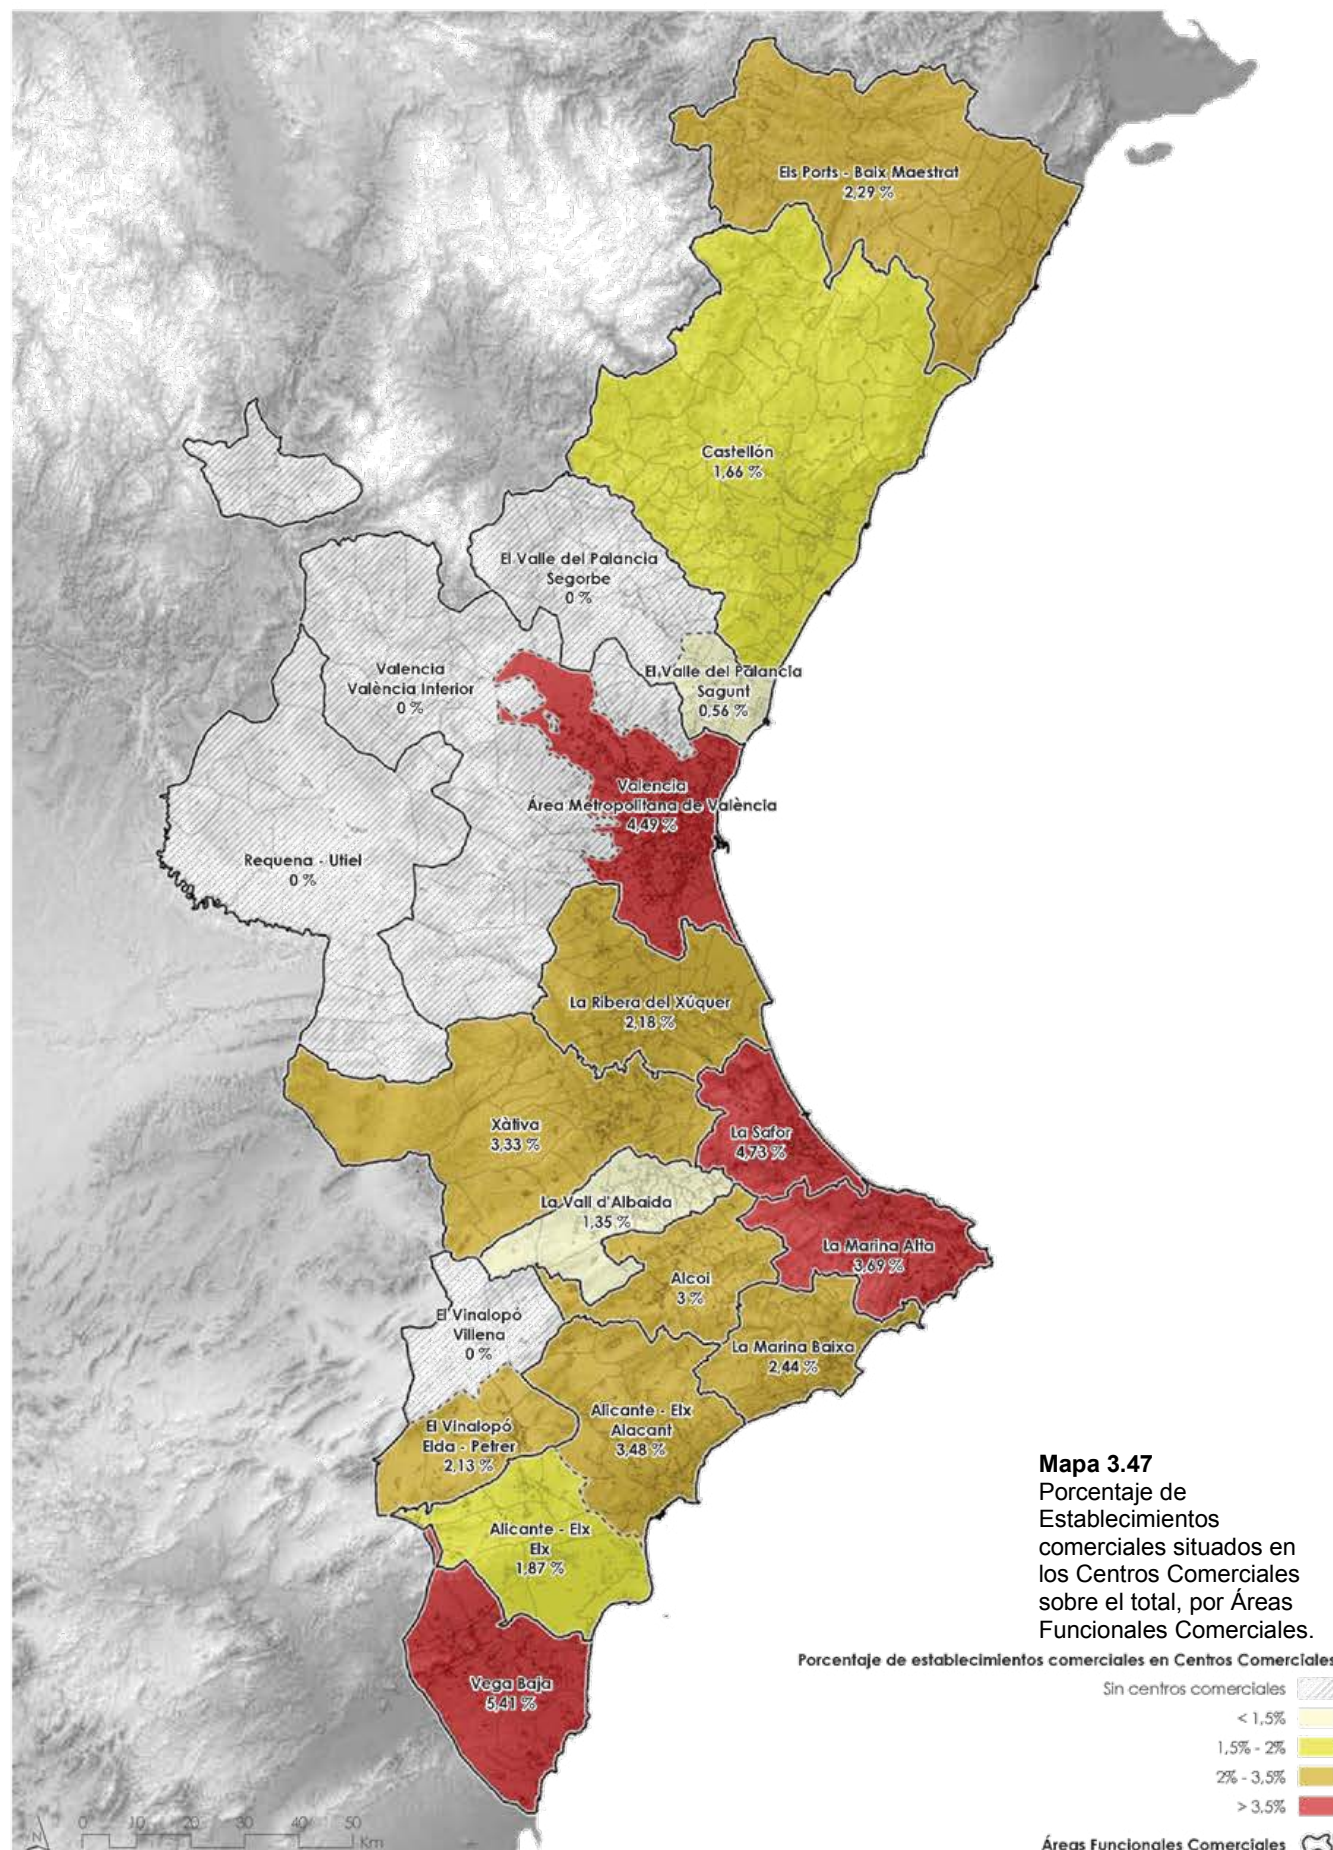 Els Ports - Baix Maestrat
2,29 %
Castellón
1,66 %
El Valle del Palancia
Segorbe
0 %
Valencia
València Interior
0 %
El Valle del Palancia
Sagunt
0,56 %
Valencia
Área Metropolitana de València
4,49 %
Requena - Utiel
0 %
La Ribera del Xúquer
2,18 %
Xàtiva
3,33 %
La Safor
4,73 %
La Vall d'Albaida
1,35 %
La Marina Alta
3,69 %
Alcoi
3 %
El Vinalopó
Villena
0 %
La Marina Baixa
2,44 %
Alicante - Elx
Alacant
3,48 %
El Vinalopó
Elda - Petrer
2,13 %
Alicante - Elx
Elx
1,87 %
Vega Baja
5,41 %
Mapa 3.47
Porcentaje de
Establecimientos
comerciales situados en
los Centros Comerciales
sobre el total, por Áreas
Funcionales Comerciales.
Porcentaje de establecimientos comerciales en Centros Comerciales
Sin centros comerciales
< 1,5%
1,5% - 2%
2% - 3,5%
> 3.5%
Áreas Funcionales Comerciales
N
0 10 20 30 40 50
Km